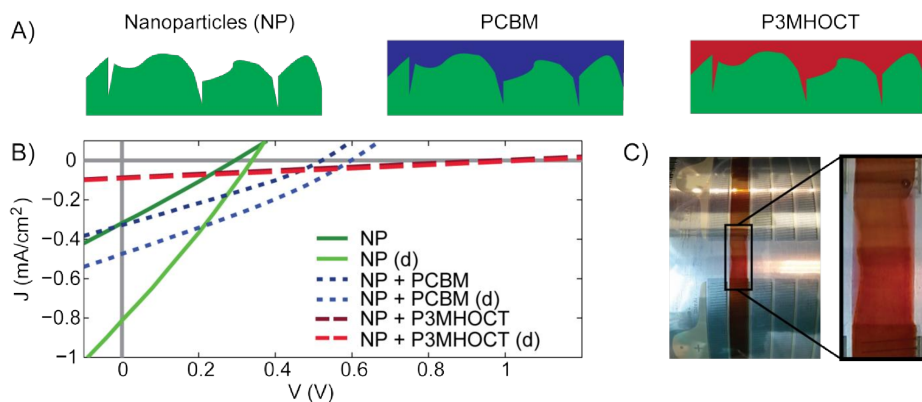 A)
Nanoparticles (NP)
PCBM
P3MHOCT
B)
0
−0.2
−0.4
−0.6
−0.8
−1
J (mA/cm²)
NP
NP (d)
NP + PCBM
NP + PCBM (d)
NP + P3MHOCT
NP + P3MHOCT (d)
0
0.2
0.4
0.6
0.8
1
V (V)
C)